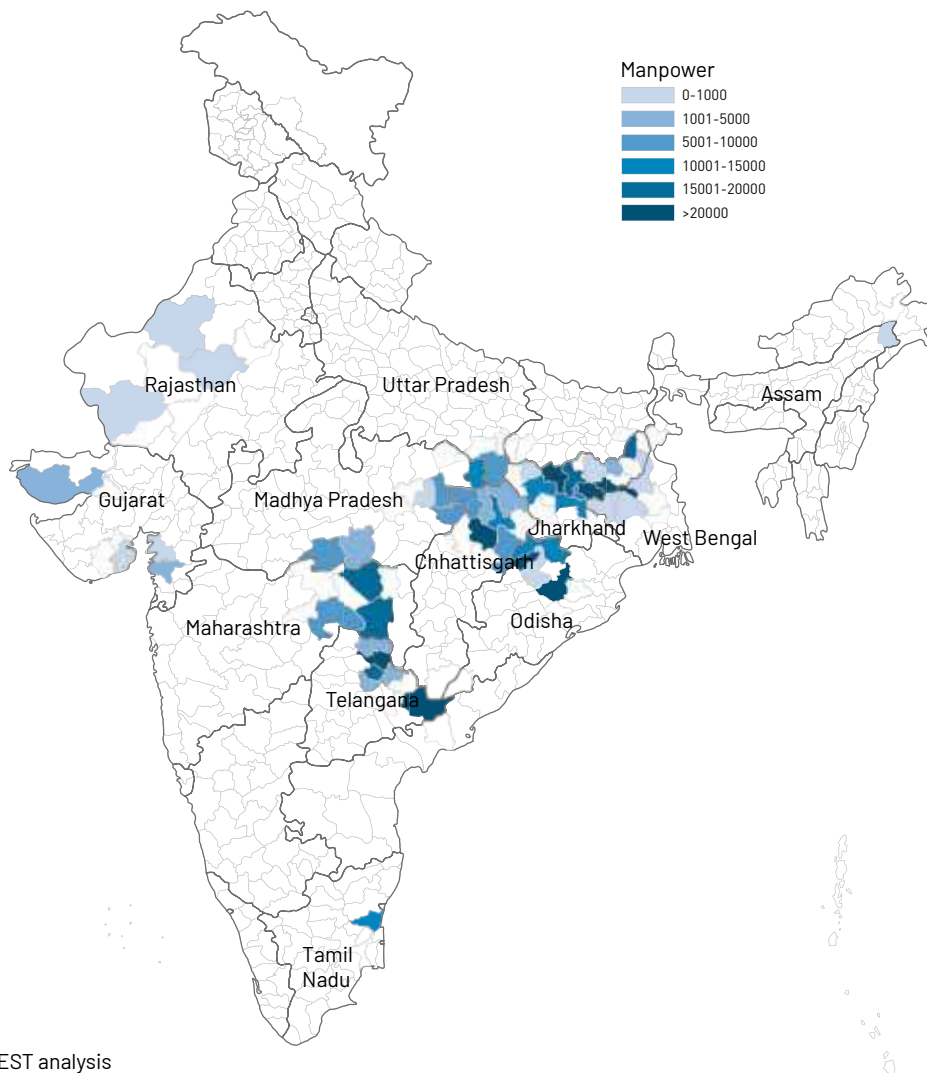 Manpower
0-1000
1001-5000
5001-10000
10001-15000
15001-20000
>20000
Rajasthan
Uttar Pradesh
Assam
Gujarat
Madhya Pradesh
Jharkhand
West Bengal
Chhattisgarh
Odisha
Maharashtra
Telangana
Tamil
Nadu
EST analysis